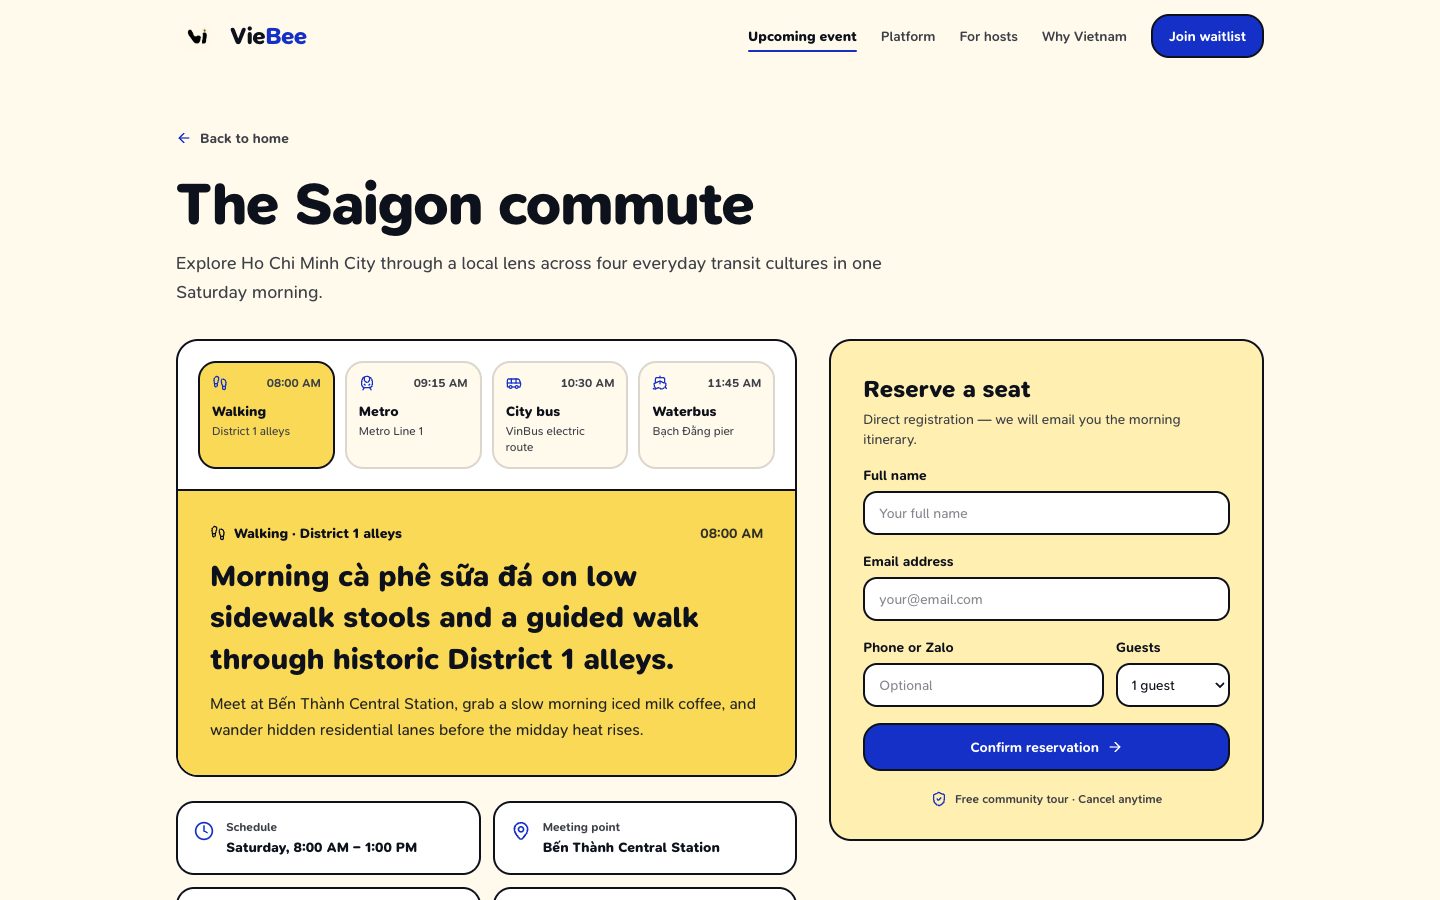 VieBee
Upcoming event
Platform
For hosts
Why Vietnam
Join waitlist
Back to home
The Saigon commute
Explore Ho Chi Minh City through a local lens across four everyday transit cultures in one
Saturday morning.
08:00 AM
Walking
District 1 alleys
09:15 AM
Metro
Metro Line 1
10:30 AM
City bus
VinBus electric
route
11:45 AM
Waterbus
Bạch Đằng pier
Walking · District 1 alleys
08:00 AM
Morning cà phê sữa đá on low
sidewalk stools and a guided walk
through historic District 1 alleys.
Meet at Bến Thành Central Station, grab a slow morning iced milk coffee, and
wander hidden residential lanes before the midday heat rises.
Schedule
Saturday, 8:00 AM – 1:00 PM
Meeting point
Bến Thành Central Station
Reserve a seat
Direct registration — we will email you the morning
itinerary.
Full name
Your full name
Email address
your@email.com
Phone or Zalo
Guests
Optional
1 guest
Confirm reservation
Free community tour · Cancel anytime